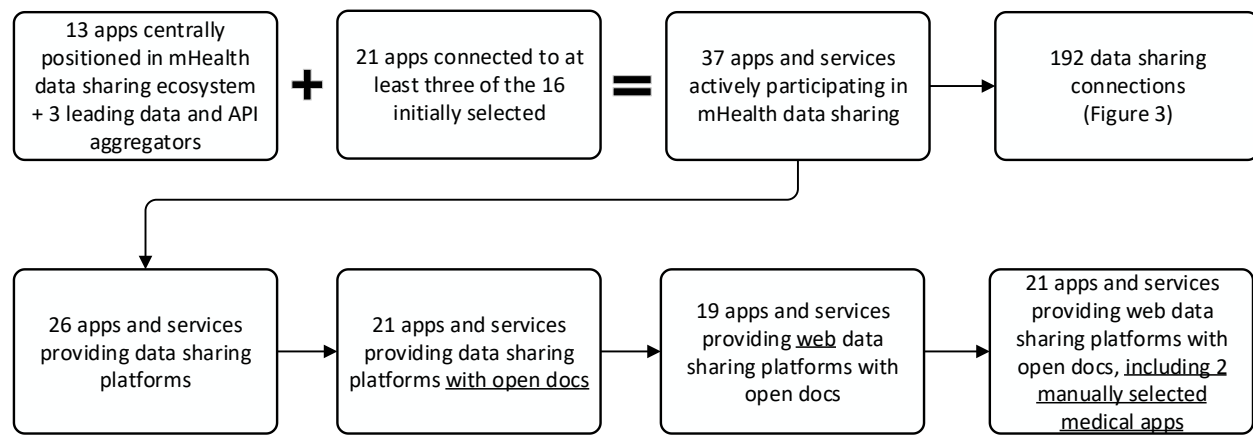 13 apps centrally
positioned in mHealth
data sharing ecosystem
+ 3 leading data and API
aggregators
+
21 apps connected to at
least three of the 16
initially selected
=
37 apps and services
actively participating in
mHealth data sharing
192 data sharing
connections
(Figure 3)
26 apps and services
providing data sharing
platforms
21 apps and services
providing data sharing
platforms with open docs
19 apps and services
providing web data
sharing platforms with
open docs
21 apps and services
providing web data
sharing platforms with
open docs, including 2
manually selected
medical apps